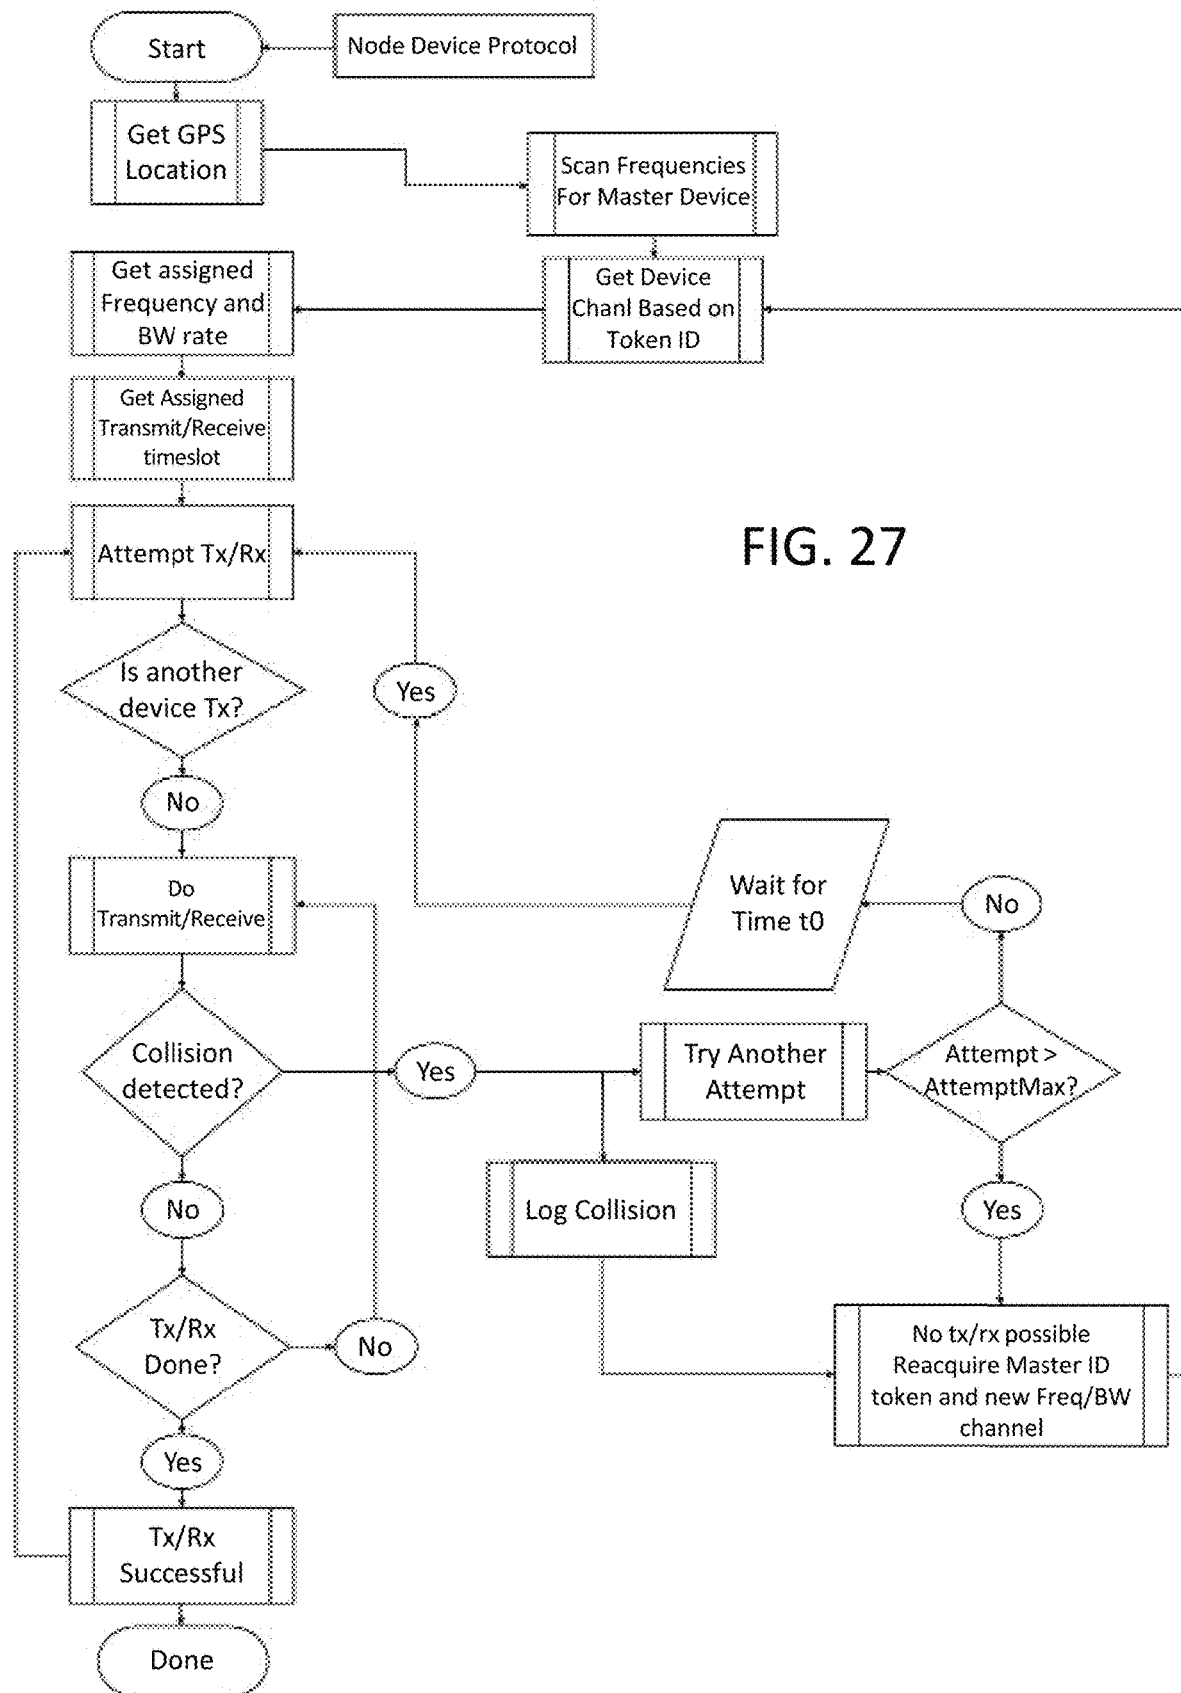 Start
Node Device Protocol
Get GPS
Location
Scan Frequencies
For Master Device
Get assigned
Frequency and
BW rate
Get Device
Chanl Based on
Token ID
Get Assigned
Transmit/Receive
timeslot
Attempt Tx/Rx
FIG. 27
Is another
device Tx?
Yes
No
Do
Transmit/Receive
Wait for
Time t0
No
Collision
detected?
Yes
Try Another
Attempt
Attempt >
AttemptMax?
No
Log Collision
Yes
Tx/Rx
Done?
No
No tx/rx possible
Reacquire Master ID
token and new Freq/BW
channel
Yes
Tx/Rx
Successful
Done